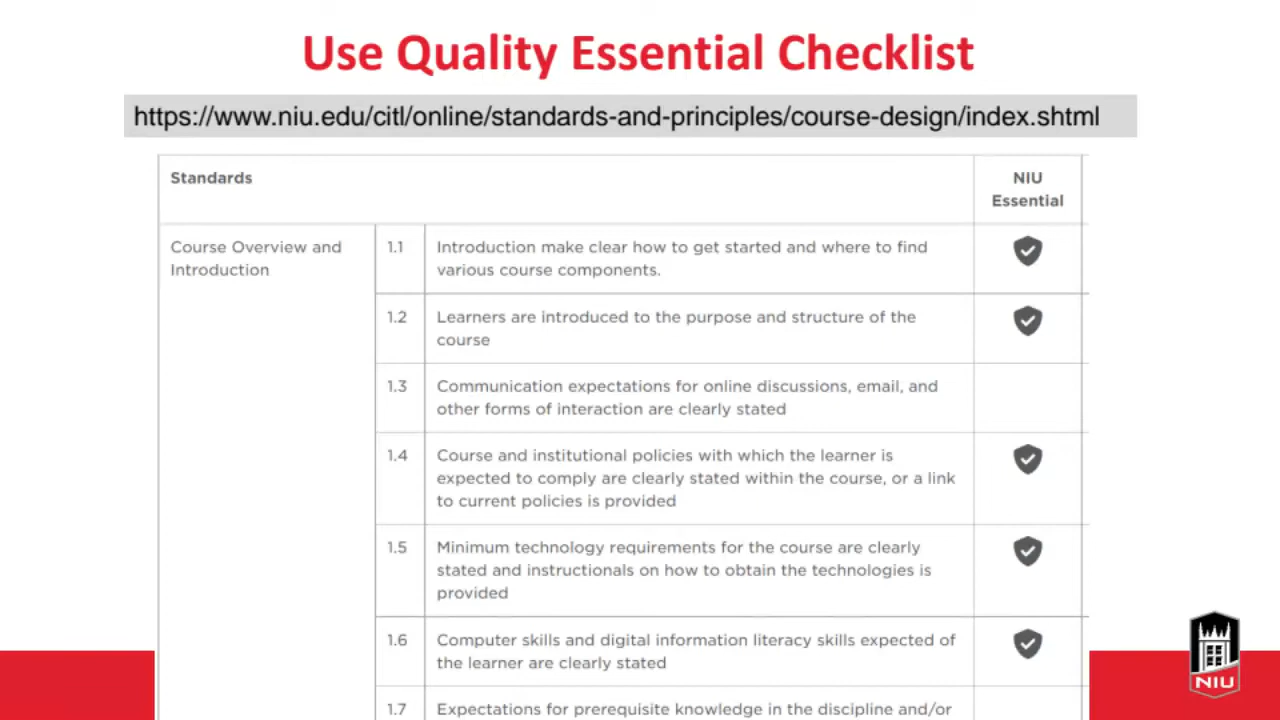 Use Quality Essential Checklist
https://www.niu.edu/citl/online/standards-and-principles/course-design/index.shtml
Standards
NIU
Essential
Course Overview and
Introduction
1.1
Introduction make clear how to get started and where to find
various course components.
1.2
Learners are introduced to the purpose and structure of the
course
1.3
Communication expectations for online discussions, email, and
other forms of interaction are clearly stated
1.4
Course and institutional policies with which the learner is
expected to comply are clearly stated within the course, or a link
to current policies is provided
1.5
Minimum technology requirements for the course are clearly
stated and instructionals on how to obtain the technologies is
provided
1.6
Computer skills and digital information literacy skills expected of
the learner are clearly stated
1.7
Expectations for prerequisite knowledge in the discipline and/or
NIU